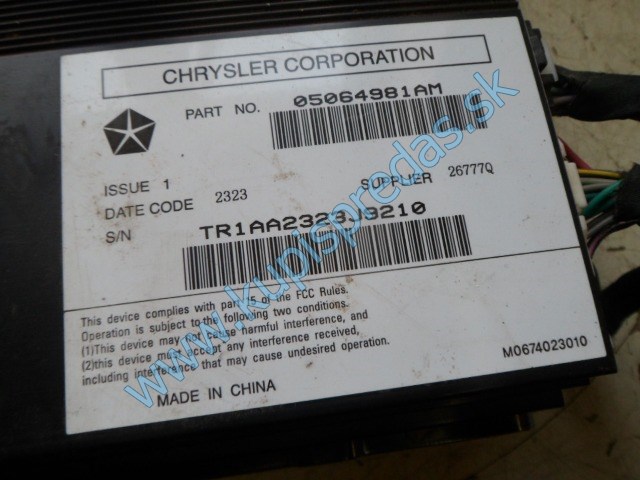 CHRYSLER CORPORATION
PART NO. 05064981AM
ISSUE 1
DATE CODE 2323 SUPPLIER 26777Q
S/N TR1AA2323J3210
This device complies with part 15 of the FCC Rules.
Operation is subject to the following two conditions.
(1)This device may not cause harmful interference, and
(2)this device must accept any interference received,
including interference that may cause undesired operation.
M0674023010
MADE IN CHINA
www.kupispredas.sk